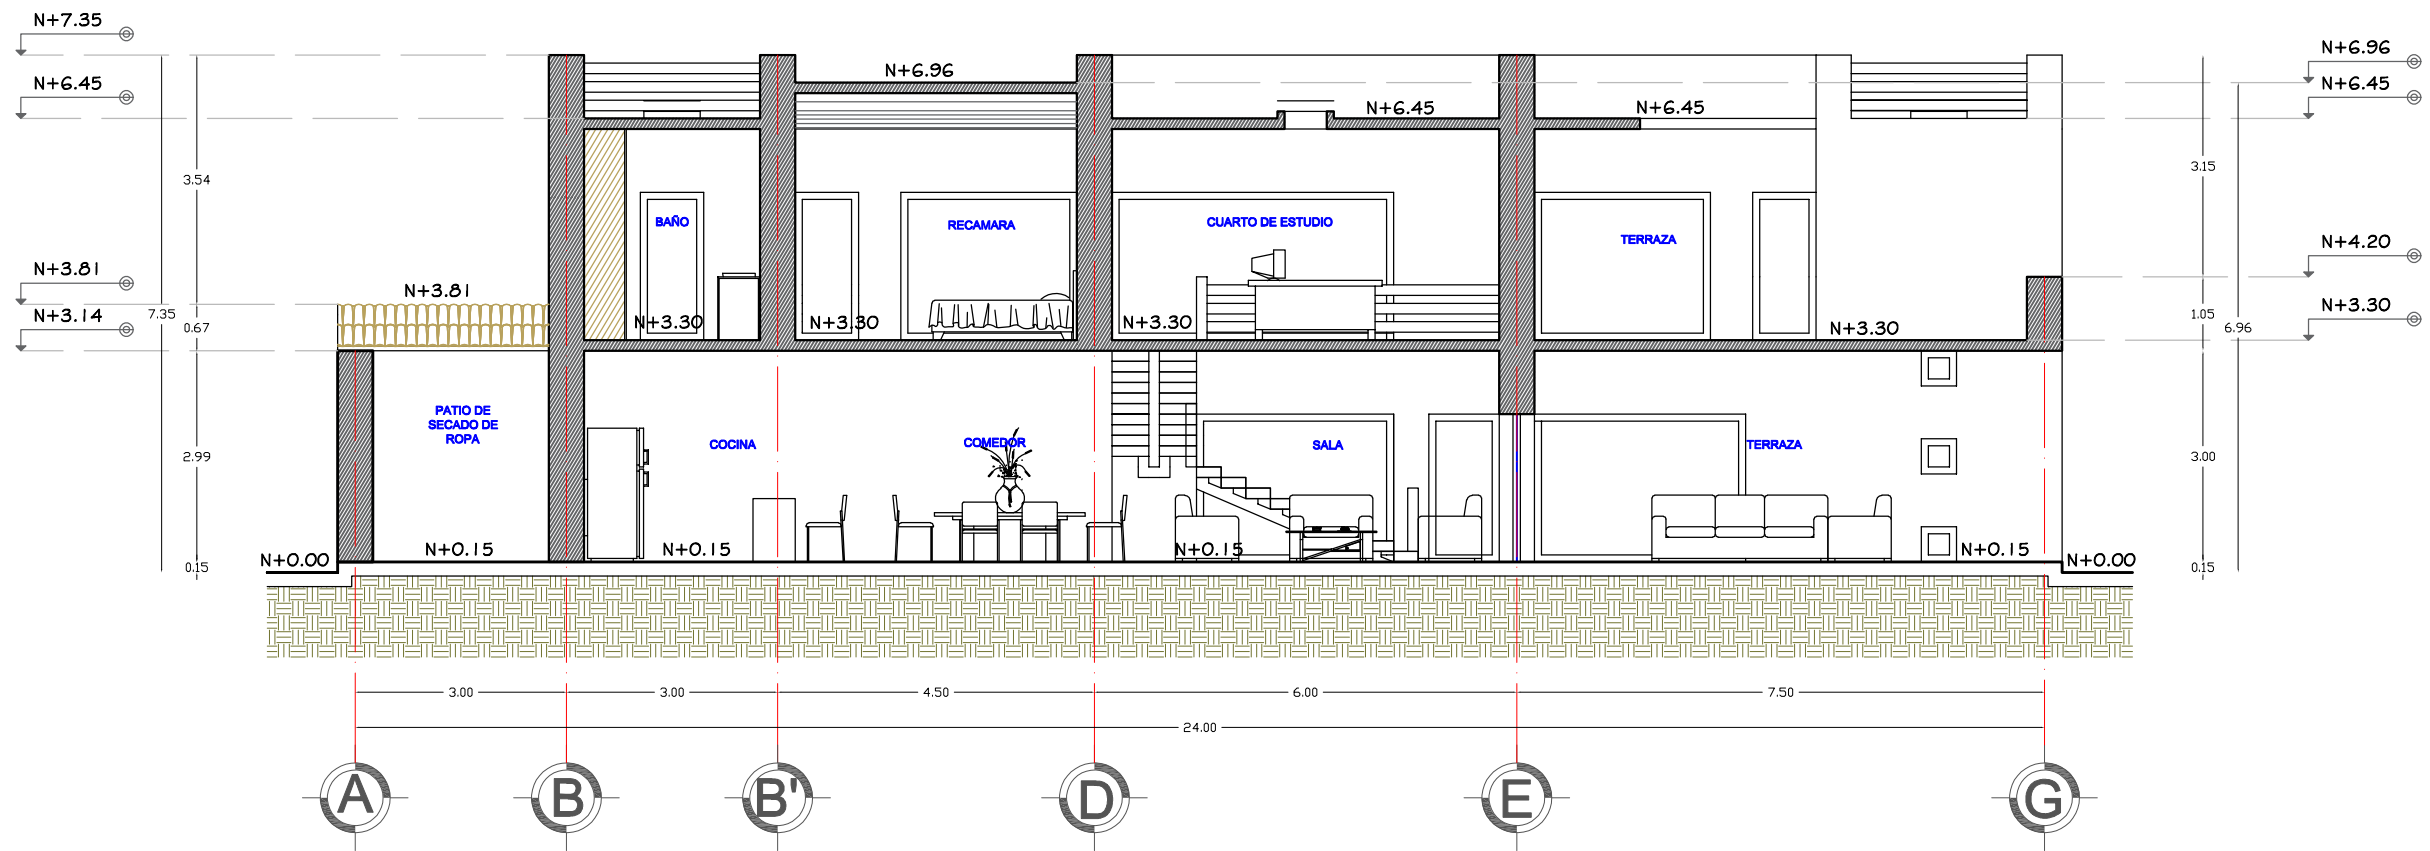 N+7.35
N+6.96
N+6.45
N+6.96
N+6.45
N+6.45
N+6.45
3.54
3.15
BAÑO
RECAMARA
CUARTO DE ESTUDIO
TERRAZA
N+4.20
N+3.81
N+3.81
N+3.14
7.35
0.67
N+3.30
N+3.30
N+3.30
N+3.30
N+3.30
1.05
6.96
PATIO DE
SECADO DE
ROPA
COCINA
COMEDOR
SALA
TERRAZA
2.99
3.00
N+0.00
N+0.15
N+0.15
N+0.15
N+0.15
N+0.00
0.15
0.15
3.00
3.00
4.50
6.00
7.50
24.00
A
B
B'
D
E
G